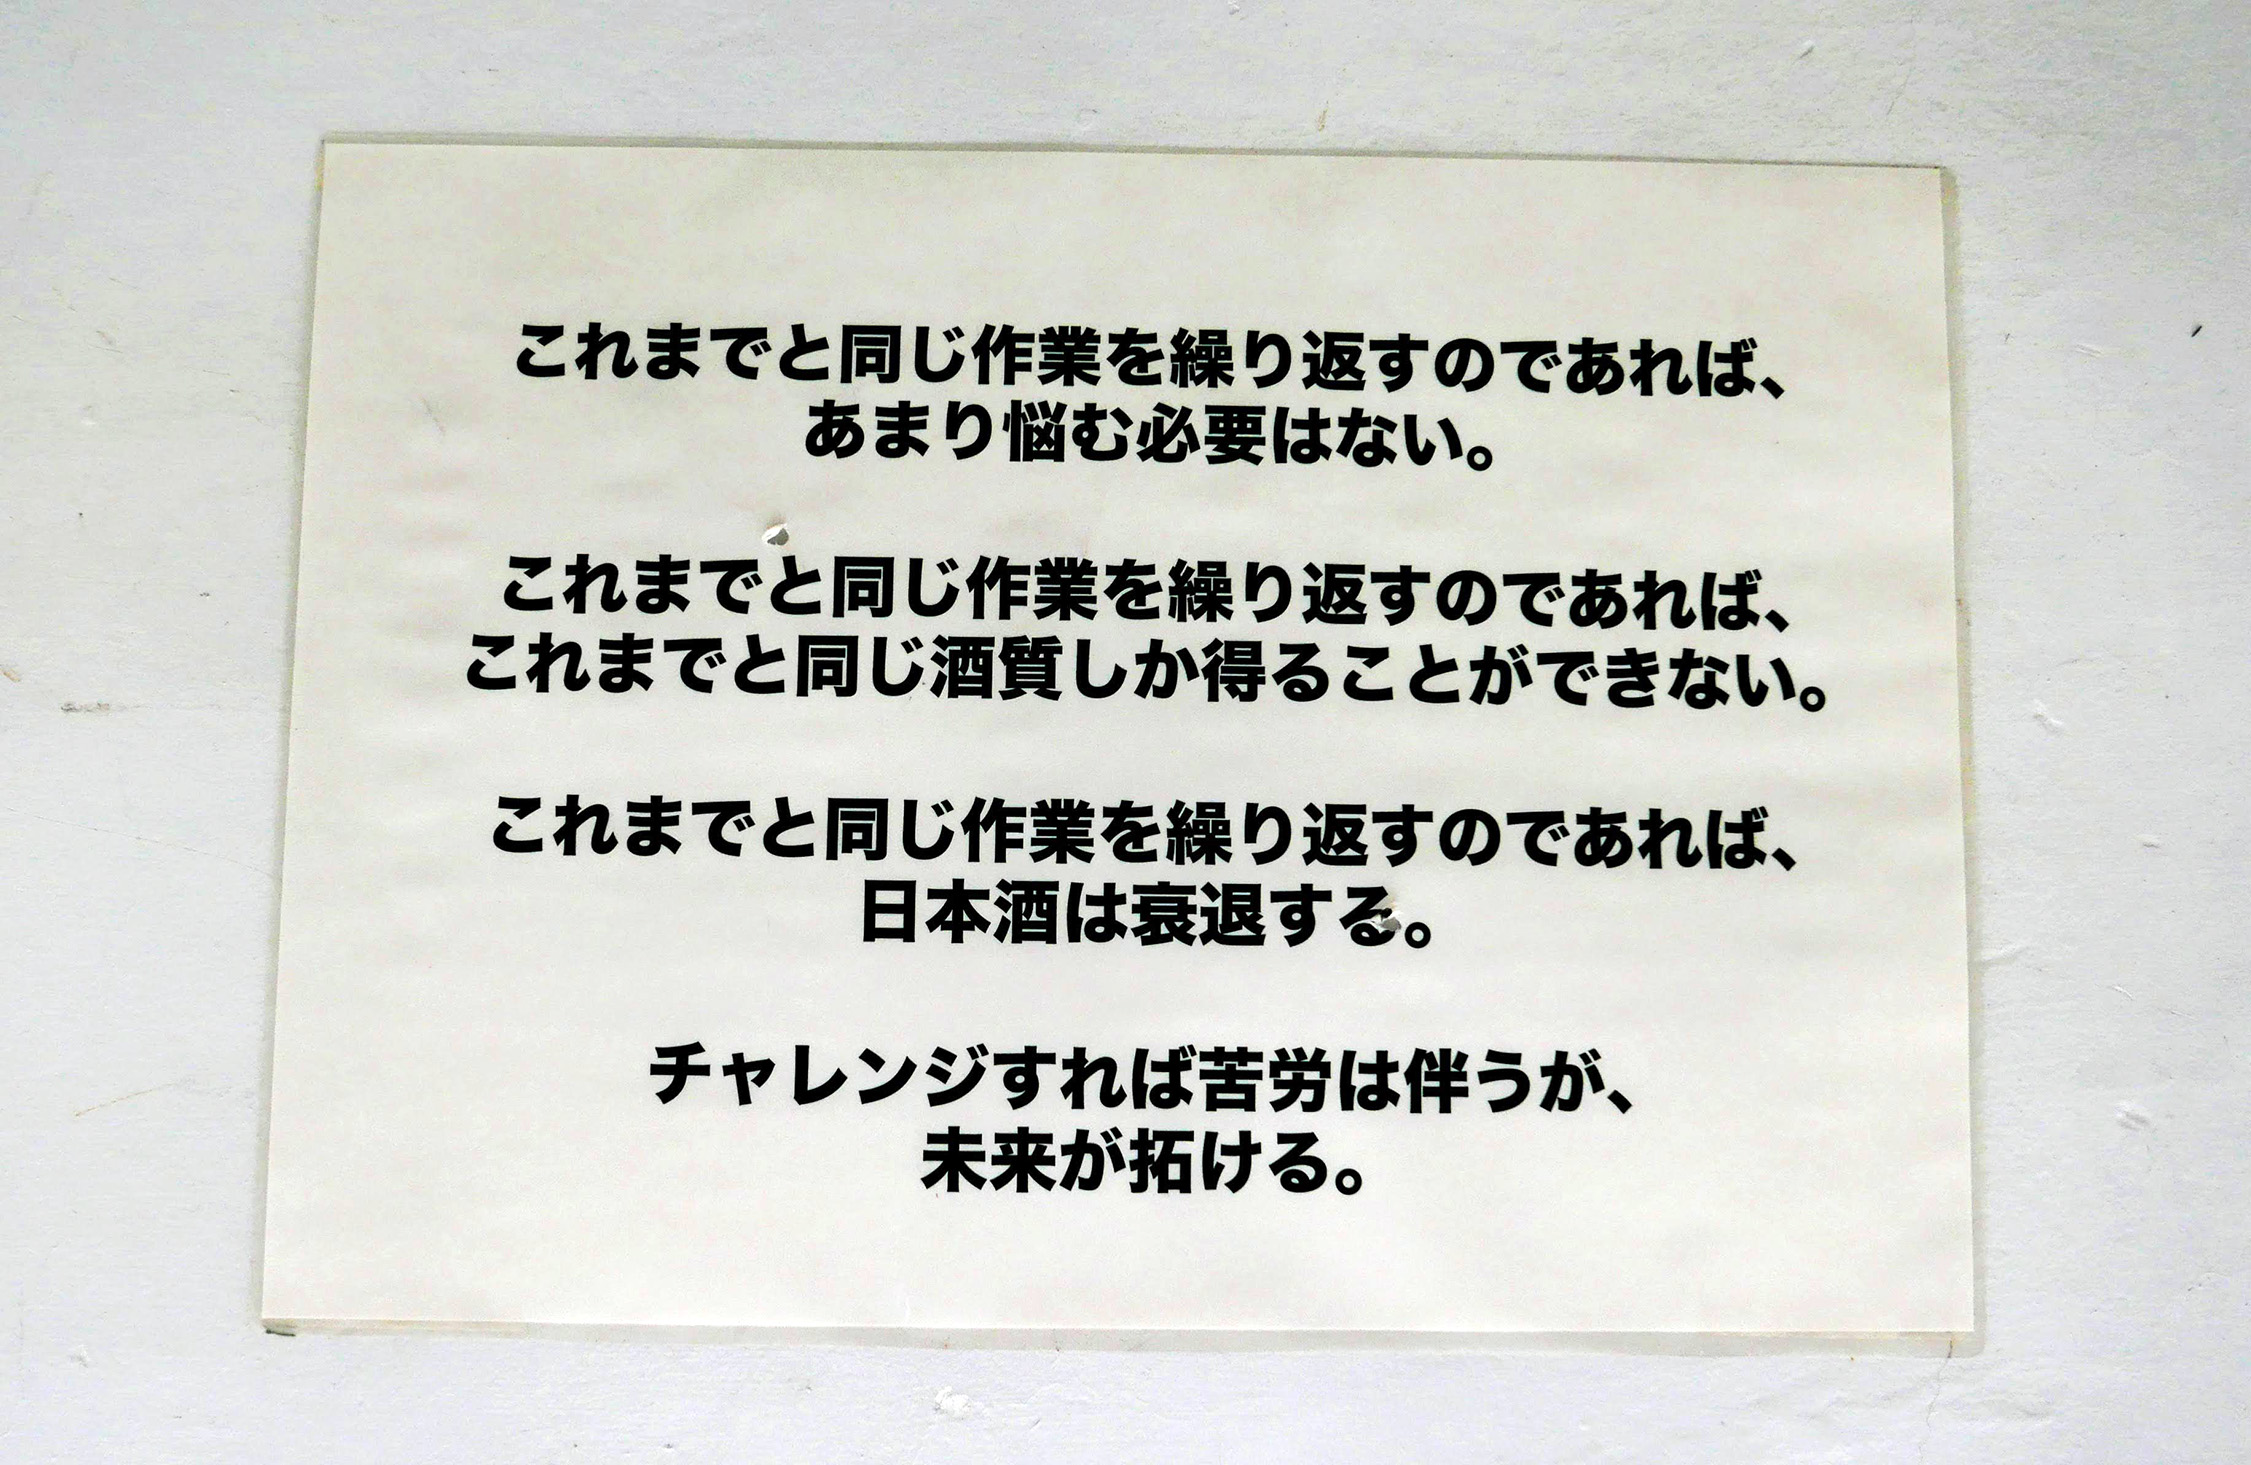 これまでと同じ作業を繰り返すのであれば、
あまり悩む必要はない。
これまでと同じ作業を繰り返すのであれば、
これまでと同じ酒質しか得ることができない。
これまでと同じ作業を繰り返すのであれば、
日本酒は衰退する。
チャレンジすれば苦労は伴うが、
未来が拓ける。